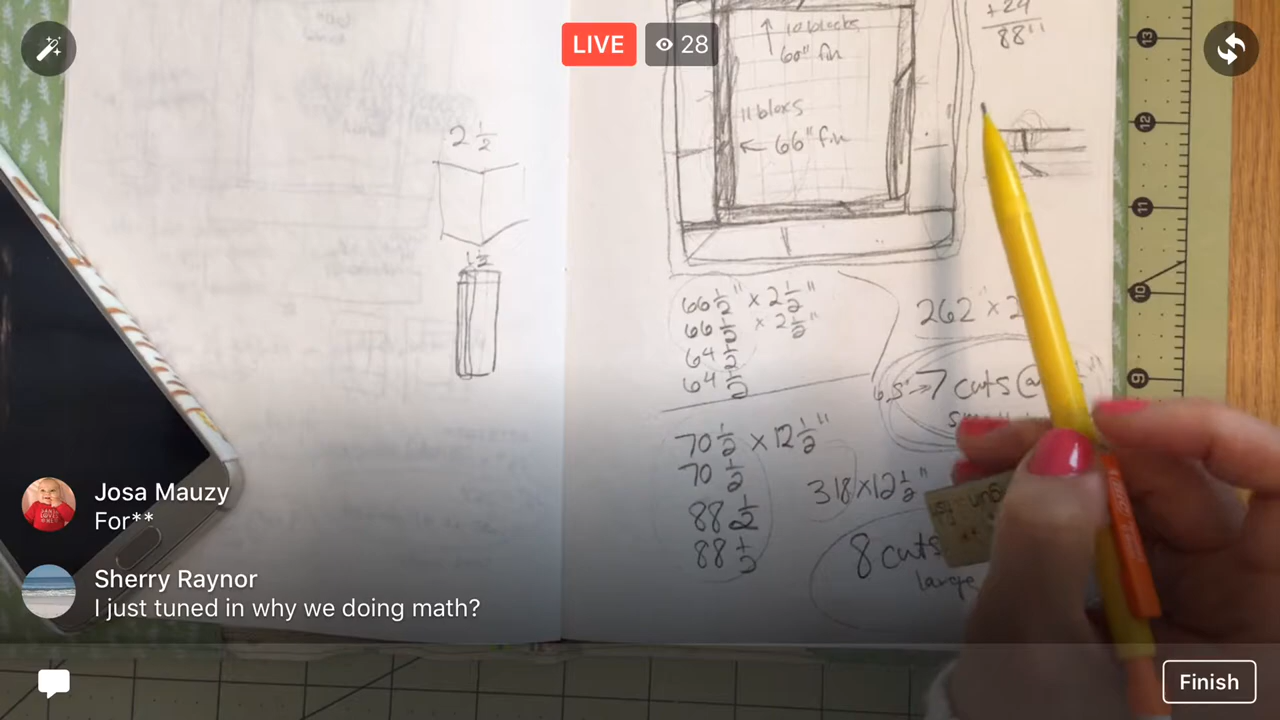 LIVE
28
+ 24
88"
10 blocks
60" fin
11 blocks
← 66" fin
2 1/2
1 1/2
66 1/2" x 2 1/2"
66 1/2 x 2 1/2"
64 1/2
64 1/2
262" x 2
6.5" → 7 cuts @
70 1/2 x 12 1/2"
70 1/2
88 1/2
88 1/2
318 x 12 1/2"
8 cuts
large
13
12
11
10
9
Josa Mauzy
For**
Sherry Raynor
I just tuned in why we doing math?
Finish